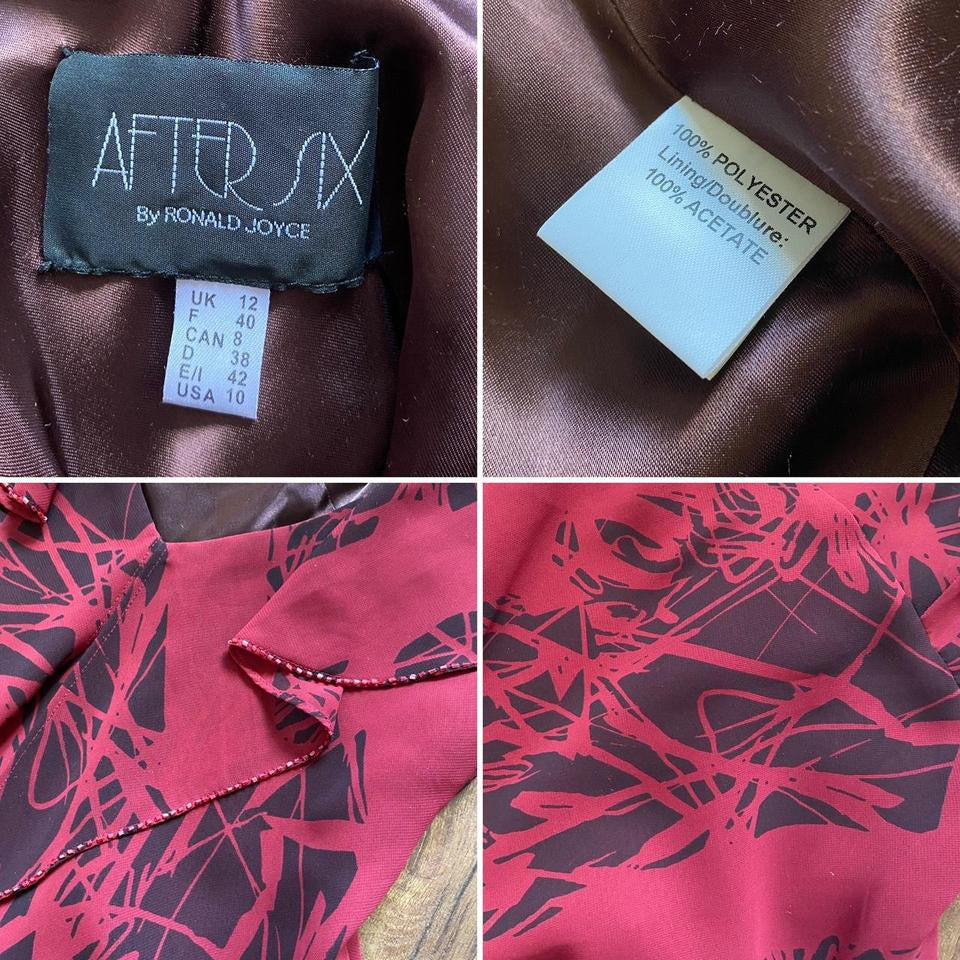 AFTER SIX
By RONALD JOYCE
UK 12
F 40
CAN 8
D 38
E/I 42
USA 10
100% POLYESTER
Lining/Doublure:
100% ACETATE